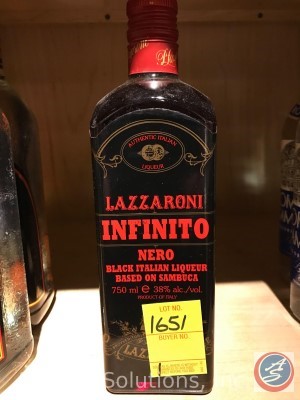 AUTHENTIC ITALIAN
LIQUEUR
LAZZARONI
INFINITO
NERO
BLACK ITALIAN LIQUEUR
BASED ON SAMBUCA
750 ml e 38% alc./vol.
PRODUCT OF ITALY
LOT NO.
1651
BUYER NO.
LAZZA
Solutions,